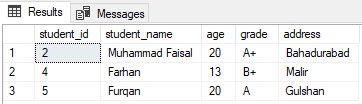 Results Messages
student_id student_name age grade address
1 2 Muhammad Faisal 20 A+ Bahadurabad
2 4 Farhan 13 B+ Malir
3 5 Furqan 20 A Gulshan